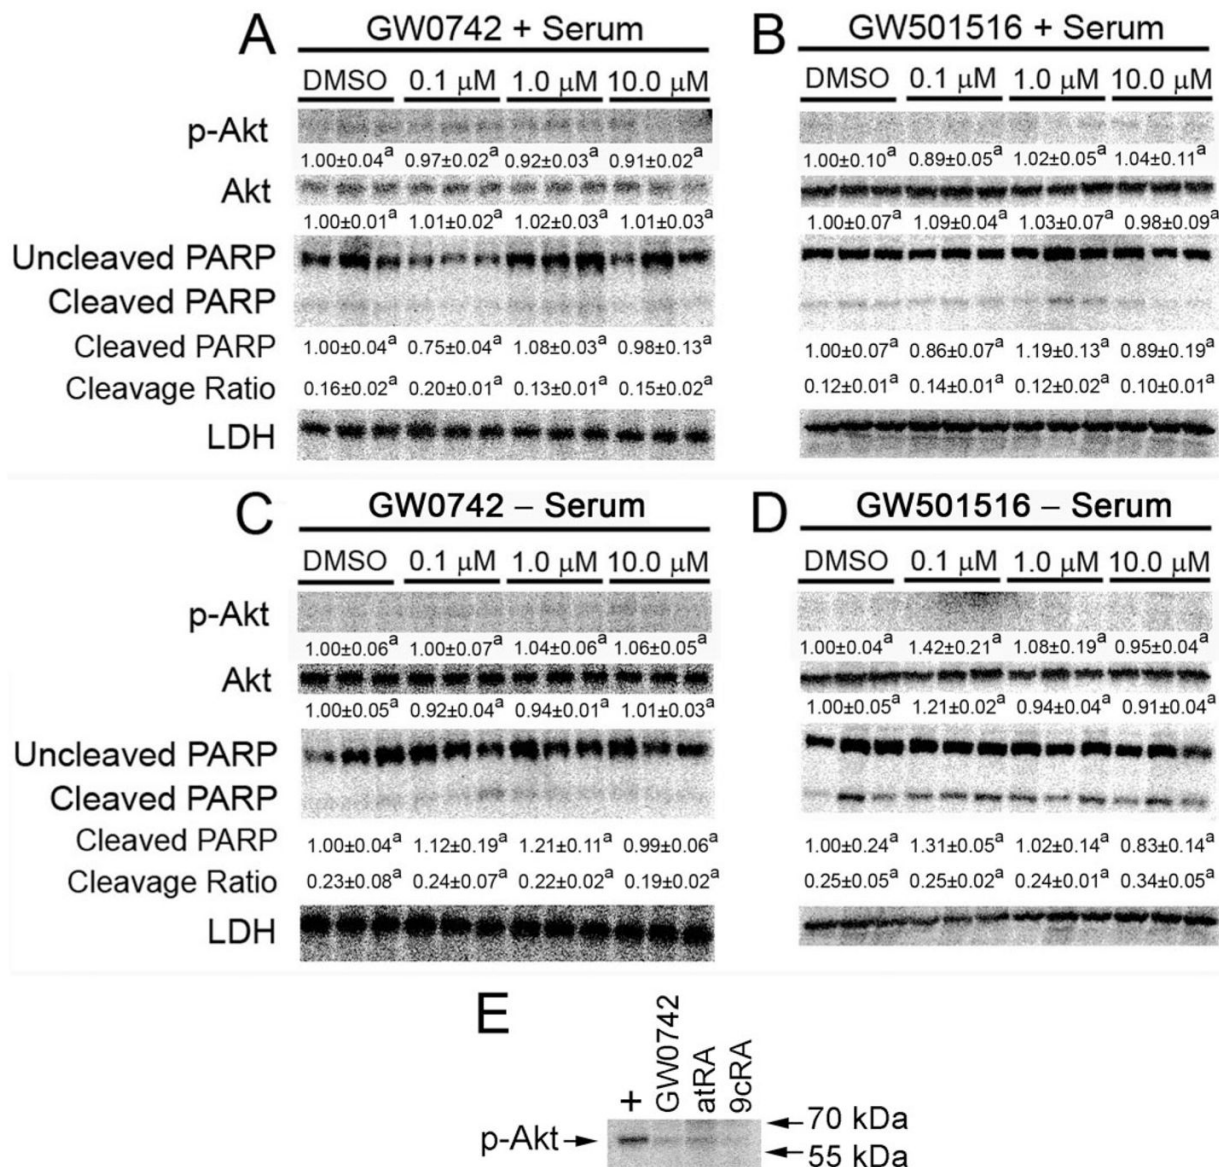 A GW0742 + Serum
DMSO 0.1 μM 1.0 μM 10.0 μM
p-Akt
1.00±0.04a 0.97±0.02a 0.92±0.03a 0.91±0.02a
Akt
1.00±0.01a 1.01±0.02a 1.02±0.03a 1.01±0.03a
Uncleaved PARP
Cleaved PARP
Cleaved PARP 1.00±0.04a 0.75±0.04a 1.08±0.03a 0.98±0.13a
Cleavage Ratio 0.16±0.02a 0.20±0.01a 0.13±0.01a 0.15±0.02a
LDH
B GW501516 + Serum
DMSO 0.1 μM 1.0 μM 10.0 μM
1.00±0.10a 0.89±0.05a 1.02±0.05a 1.04±0.11a
1.00±0.07a 1.09±0.04a 1.03±0.07a 0.98±0.09a
1.00±0.07a 0.86±0.07a 1.19±0.13a 0.89±0.19a
0.12±0.01a 0.14±0.01a 0.12±0.02a 0.10±0.01a
C GW0742 – Serum
DMSO 0.1 μM 1.0 μM 10.0 μM
p-Akt
1.00±0.06a 1.00±0.07a 1.04±0.06a 1.06±0.05a
Akt
1.00±0.05a 0.92±0.04a 0.94±0.01a 1.01±0.03a
Uncleaved PARP
Cleaved PARP
Cleaved PARP 1.00±0.04a 1.12±0.19a 1.21±0.11a 0.99±0.06a
Cleavage Ratio 0.23±0.08a 0.24±0.07a 0.22±0.02a 0.19±0.02a
LDH
D GW501516 – Serum
DMSO 0.1 μM 1.0 μM 10.0 μM
1.00±0.04a 1.42±0.21a 1.08±0.19a 0.95±0.04a
1.00±0.05a 1.21±0.02a 0.94±0.04a 0.91±0.04a
1.00±0.24a 1.31±0.05a 1.02±0.14a 0.83±0.14a
0.25±0.05a 0.25±0.02a 0.24±0.01a 0.34±0.05a
E
+ GW0742 atRA 9cRA
70 kDa
p-Akt
55 kDa